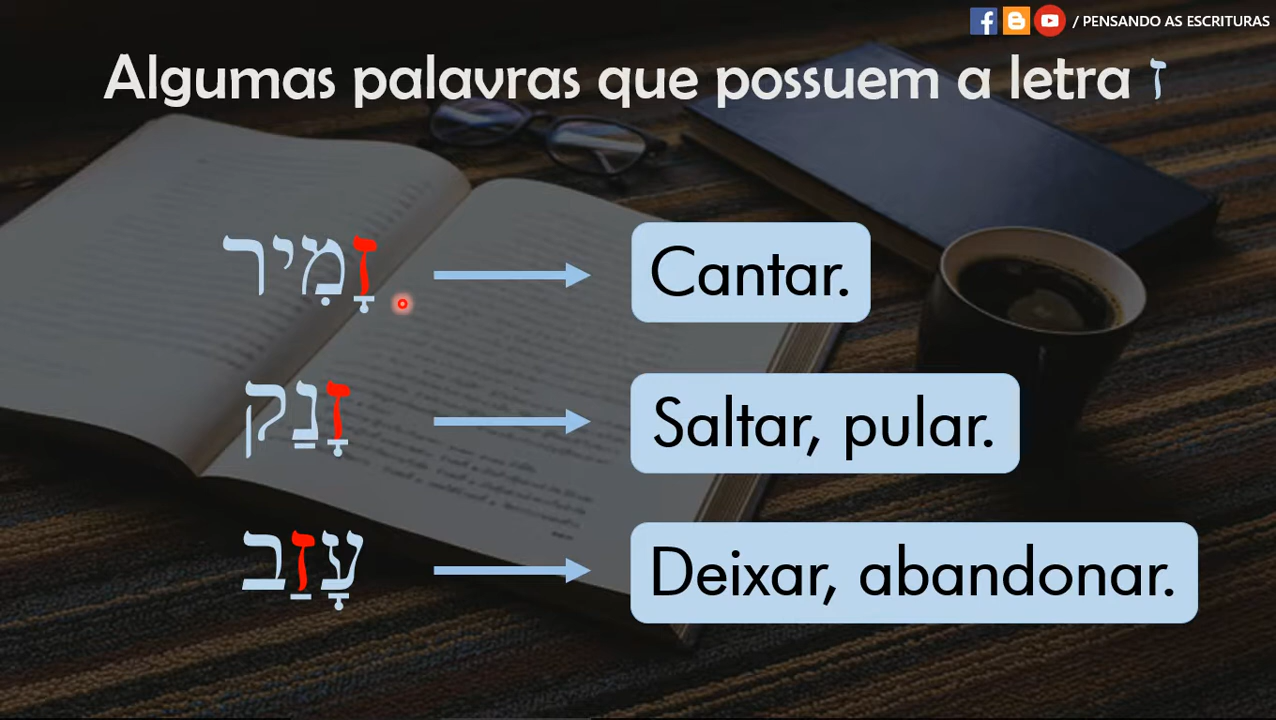 / PENSANDO AS ESCRITURAS
Algumas palavras que possuem a letra ז
זָמִיר Cantar.
זָנַק Saltar, pular.
עָזַב Deixar, abandonar.